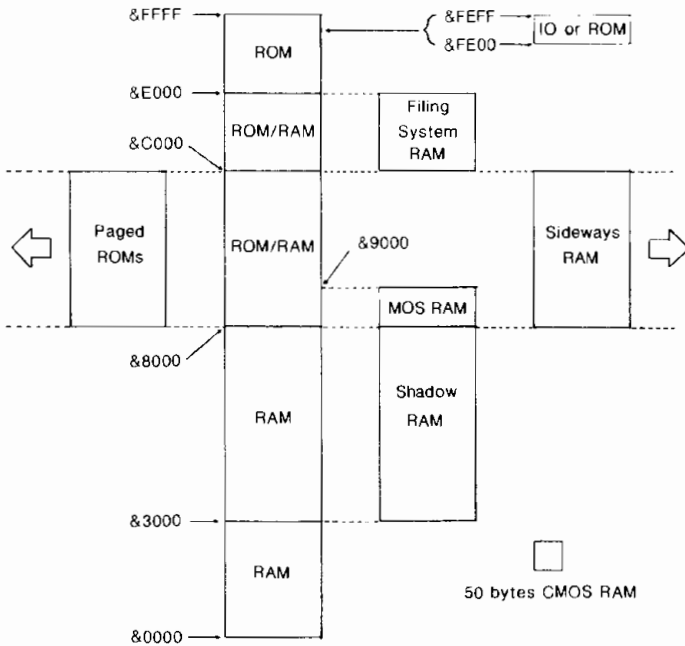 &FFFF
&FEFF
IO or ROM
ROM
&FE00
&E000
Filing
System
RAM
ROM/RAM
&C000
Paged
ROMs
ROM/RAM
&9000
Sideways
RAM
MOS RAM
&8000
Shadow
RAM
RAM
&3000
RAM
50 bytes CMOS RAM
&0000